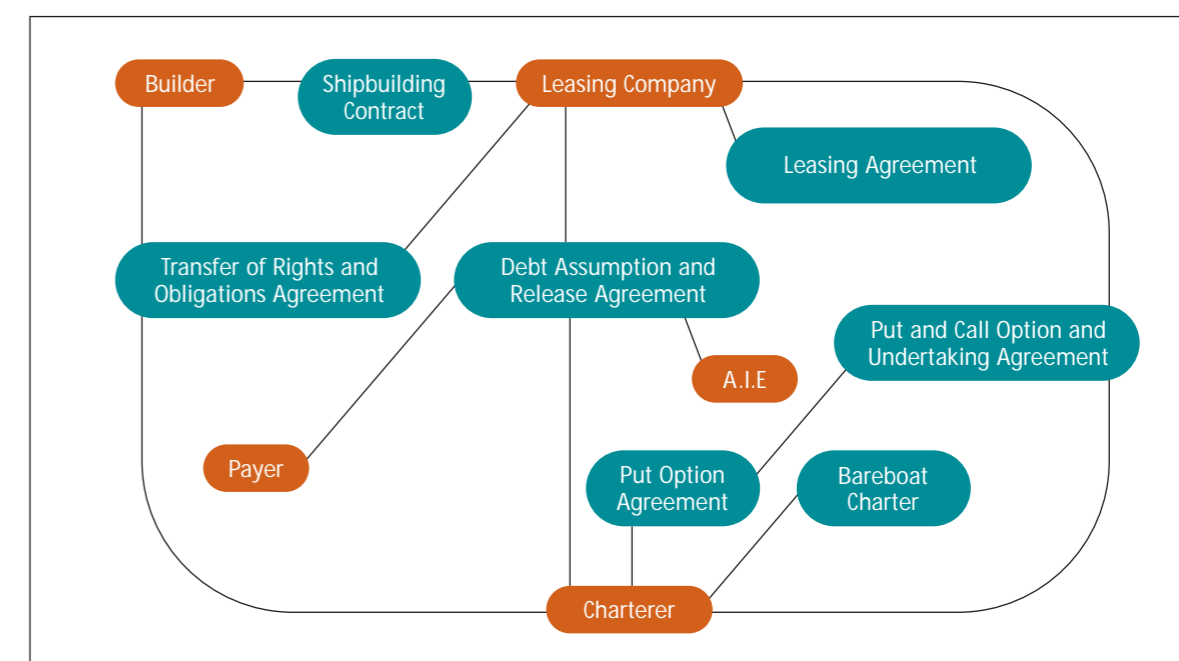 Builder
Shipbuilding
Contract
Leasing Company
Leasing Agreement
Transfer of Rights and
Obligations Agreement
Debt Assumption and
Release Agreement
Put and Call Option and
Undertaking Agreement
A.I.E
Payer
Put Option
Agreement
Bareboat
Charter
Charterer